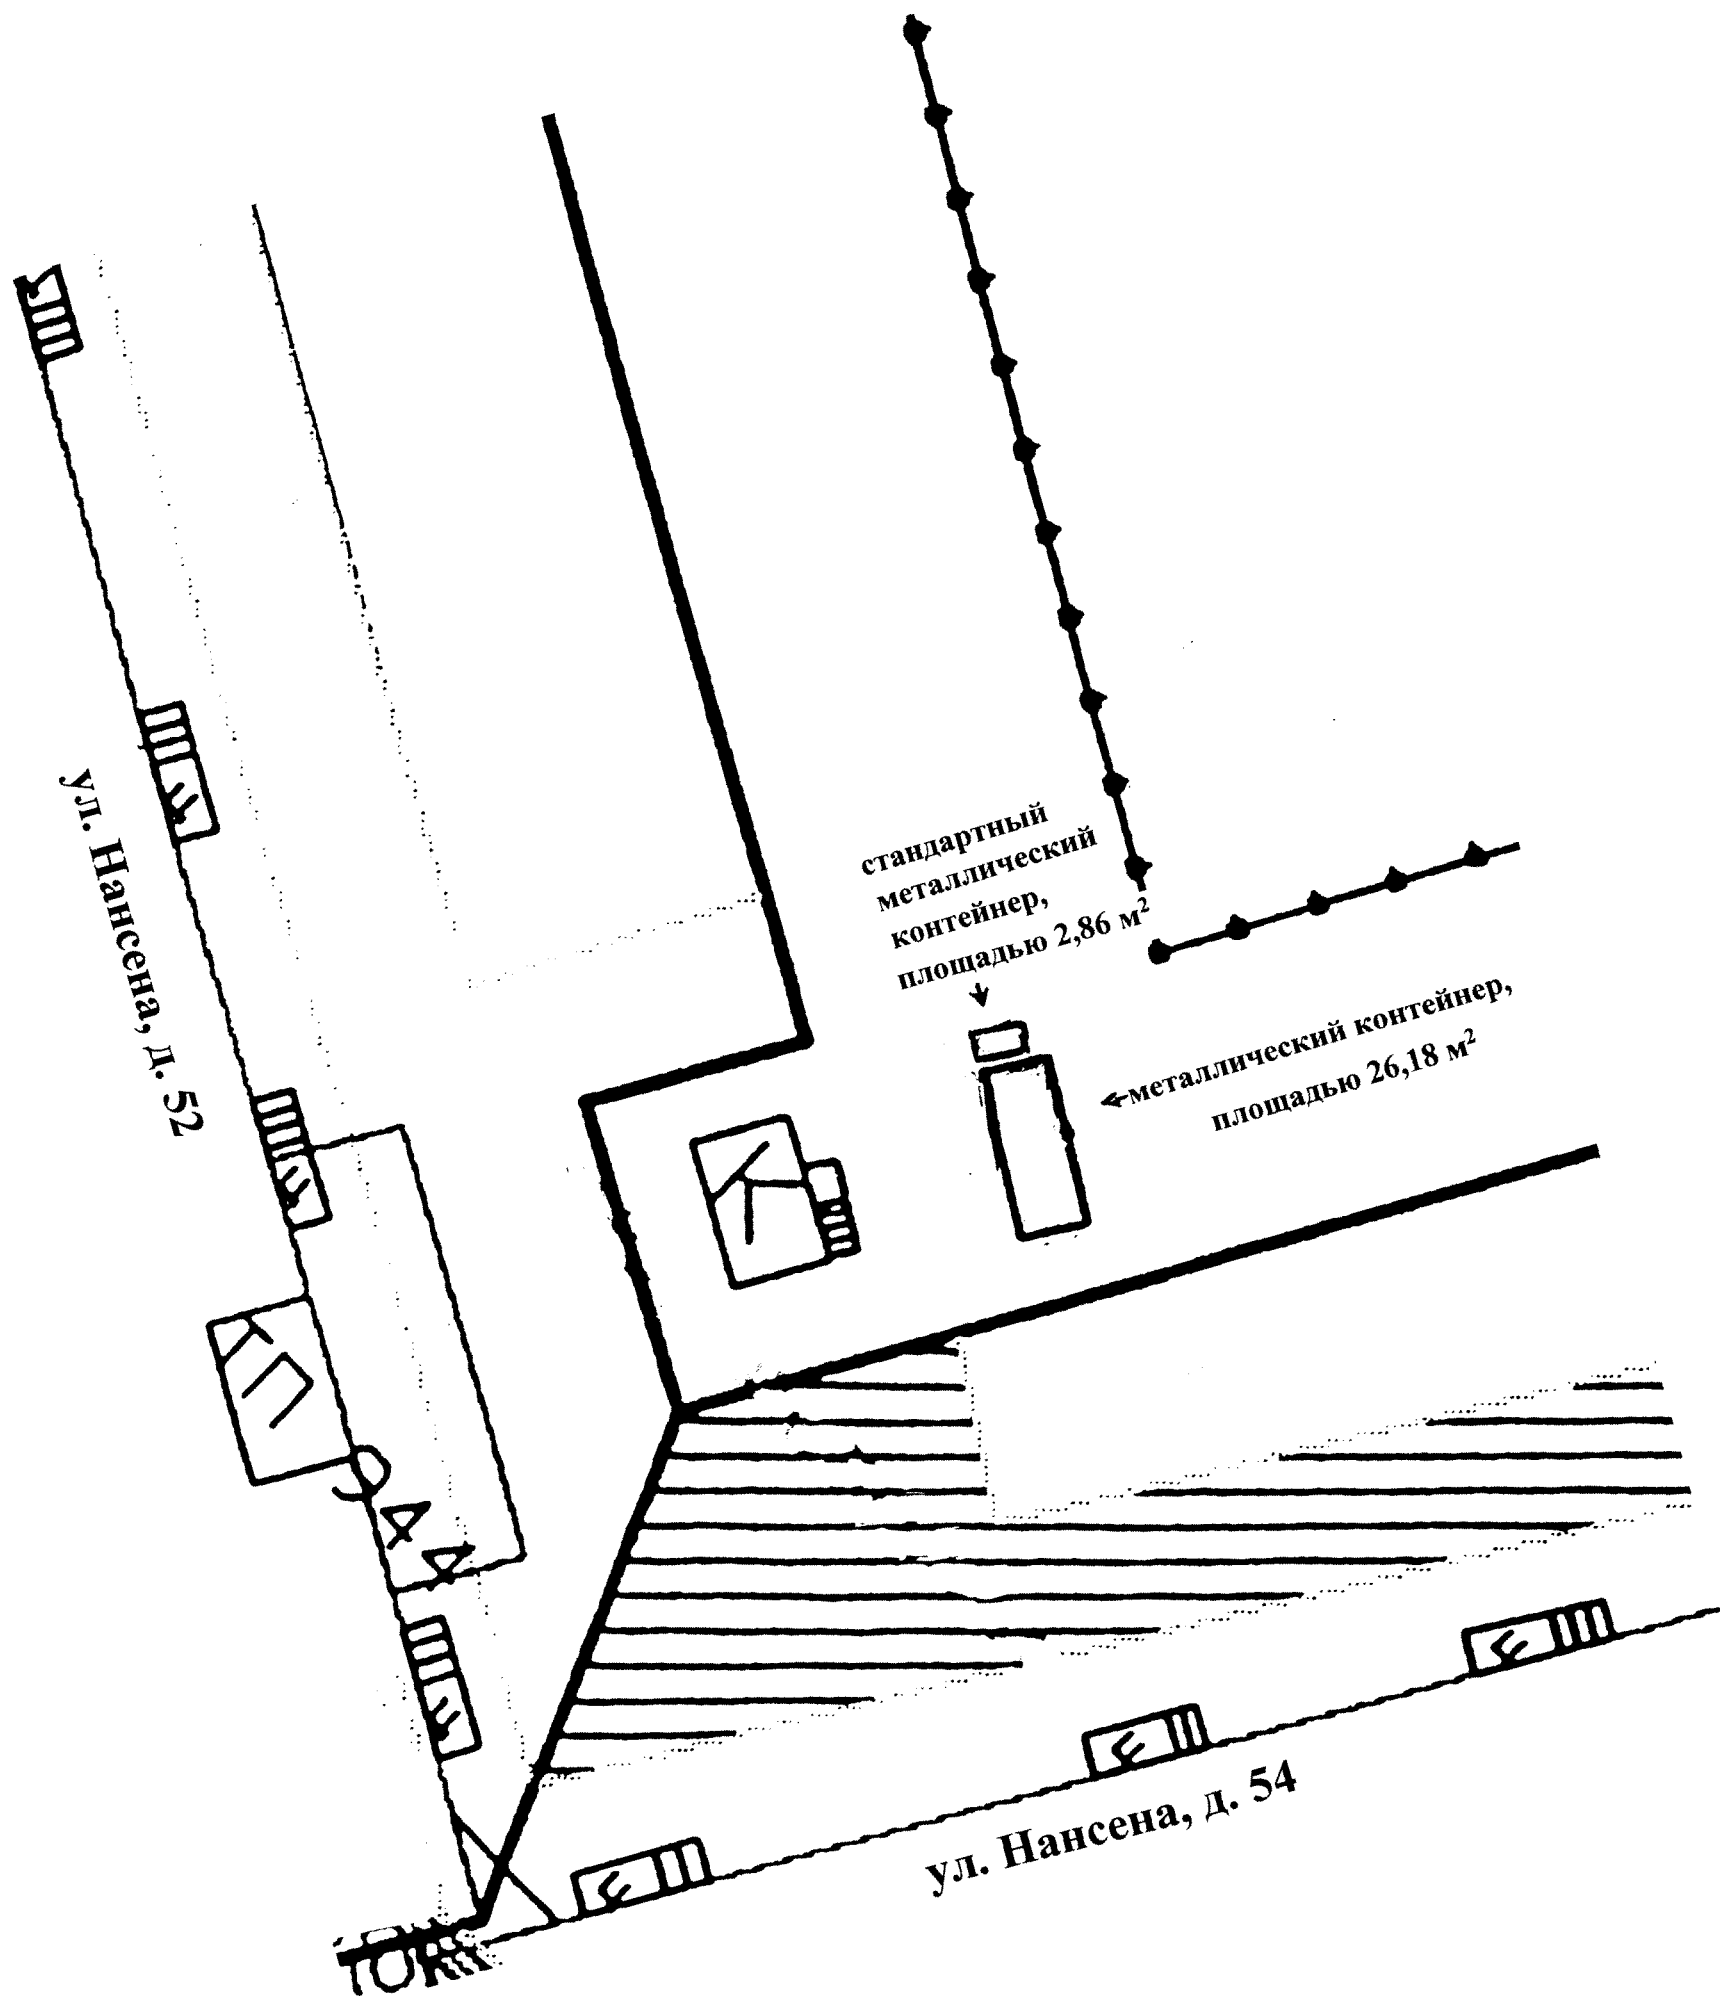 стандартный
металлический
контейнер,
площадью 2,86 м²
металлический контейнер,
площадью 26,18 м²
ул. Нансена, д. 52
К
КП
ул. Нансена, д. 54